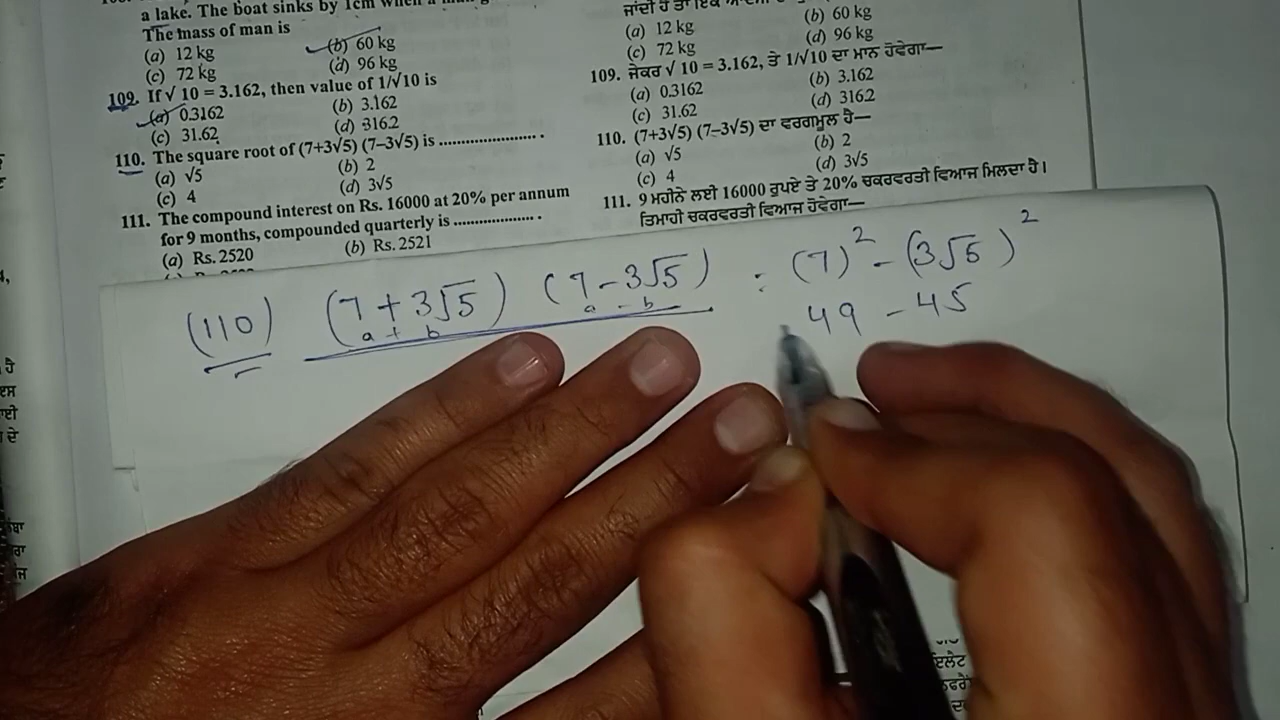 a lake. The boat sinks by 1cm when a
The mass of man is
(a) 12 kg (b) 60 kg
(c) 72 kg (d) 96 kg
109. If √10 = 3.162, then value of 1/√10 is
(a) 0.3162 (b) 3.162
(c) 31.62 (d) 316.2
110. The square root of (7+3√5) (7–3√5) is .......................
(a) √5 (b) 2
(c) 4 (d) 3√5
111. The compound interest on Rs. 16000 at 20% per annum
for 9 months, compounded quarterly is ...................
(a) Rs. 2520 (b) Rs. 2521
(a) 12 kg (b) 60 kg
(c) 72 kg (d) 96 kg
109. ਜੇਕਰ √10 = 3.162, ਤੇ 1/√10 ਦਾ ਮਾਨ ਹੋਵੇਗਾ—
(a) 0.3162 (b) 3.162
(c) 31.62 (d) 316.2
110. (7+3√5) (7–3√5) ਦਾ ਵਰਗਮੂਲ ਹੈ—
(a) √5 (b) 2
(c) 4 (d) 3√5
111. 9 ਮਹੀਨੇ ਲਈ 16000 ਰੁਪਏ ਤੇ 20% ਚਕਰਵਰਤੀ ਵਿਆਜ ਮਿਲਦਾ ਹੈ।
ਤਿਮਾਹੀ ਚਕਰਵਰਤੀ ਵਿਆਜ ਹੋਵੇਗਾ—
(110) (7 + 3√5) (7 - 3√5) = (7)² - (3√5)²
a + b a - b 49 - 45